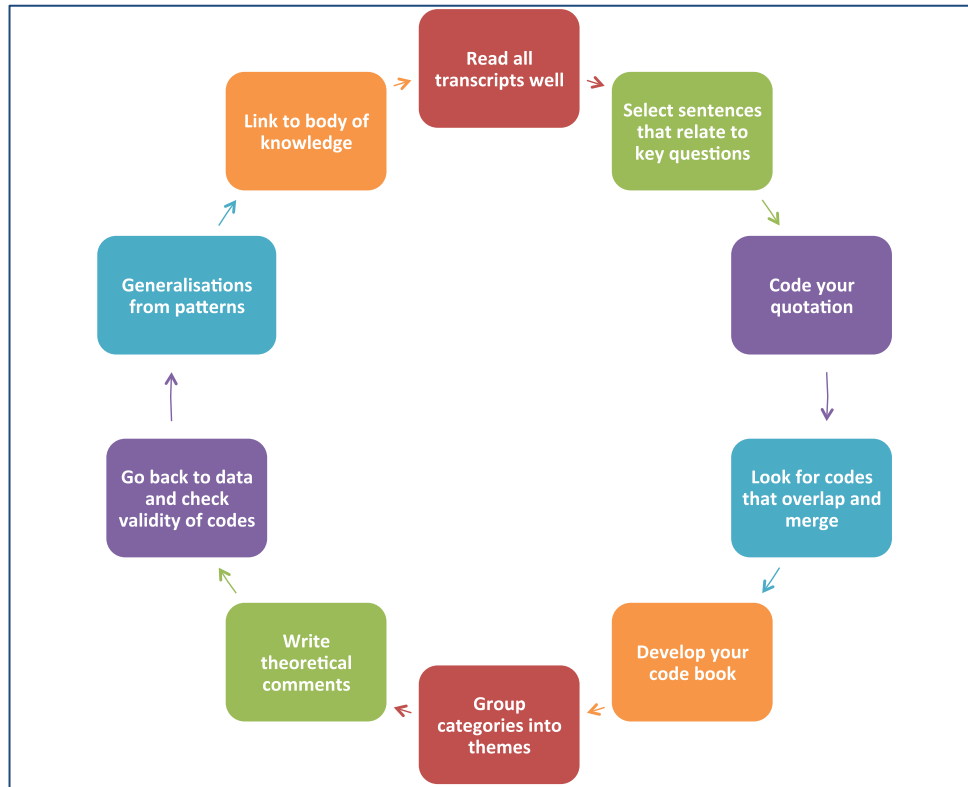 Read all
transcripts well
Select sentences
that relate to
key questions
Code your
quotation
Look for codes
that overlap and
merge
Develop your
code book
Group
categories into
themes
Write
theoretical
comments
Go back to data
and check
validity of codes
Generalisations
from patterns
Link to body of
knowledge